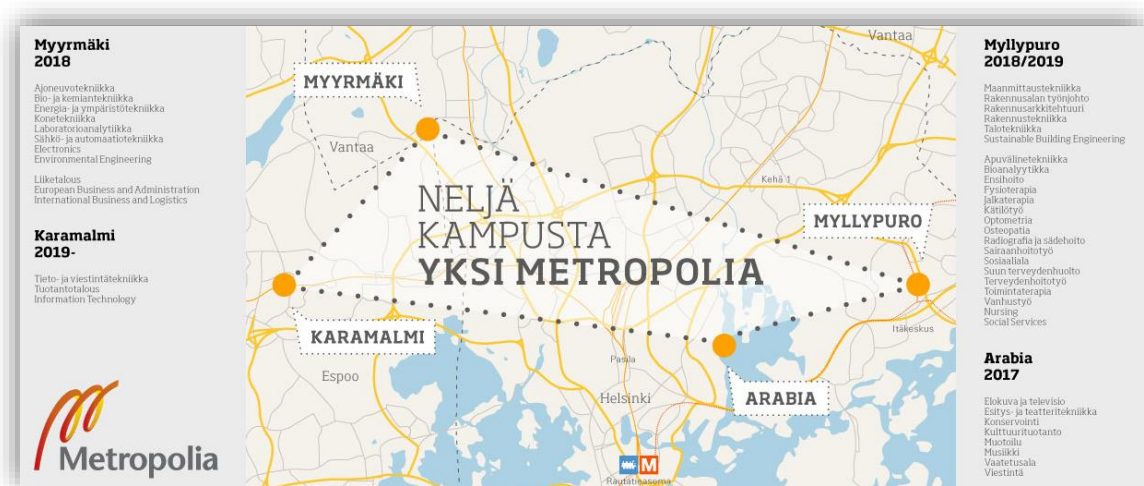 Myyrmäki
2018
Ajoneuvotekniikka
Bio- ja kemiantekniikka
Energia- ja ympäristötekniikka
Konetekniikka
Laboratorioanalytiikka
Sähkö- ja automaatiotekniikka
Electronics
Environmental Engineering
Liiketalous
European Business and Administration
International Business and Logistics
Karamalmi
2019-
Tieto- ja viestintätekniikka
Tuotantotalous
Information Technology
Metropolia
MYYRMÄKI
Vantaa
Vantaa
Kehä 1
NELJÄ
KAMPUSTA
YKSI METROPOLIA
MYLLYPURO
KARAMALMI
Itäkeskus
Pasila
Espoo
Helsinki
ARABIA
M
Rautatieasema
Myllypuro
2018/2019
Maanmittaustekniikka
Rakennusalan työnjohto
Rakennusarkkitehtuuri
Rakennustekniikka
Talotekniikka
Sustainable Building Engineering
Apuvälinetekniikka
Bioanalytiikka
Ensihoito
Fysioterapia
Jalkaterapia
Kätilötyö
Optometria
Osteopatia
Radiografia ja sädehoito
Sairaanhoitotyö
Sosiaaliala
Suun terveydenhuolto
Terveydenhoitotyö
Toimintaterapia
Vanhustyö
Nursing
Social Services
Arabia
2017
Elokuva ja televisio
Esitys- ja teatteritekniikka
Konservointi
Kulttuurituotanto
Muotoilu
Musiikki
Vaatetusala
Viestintä